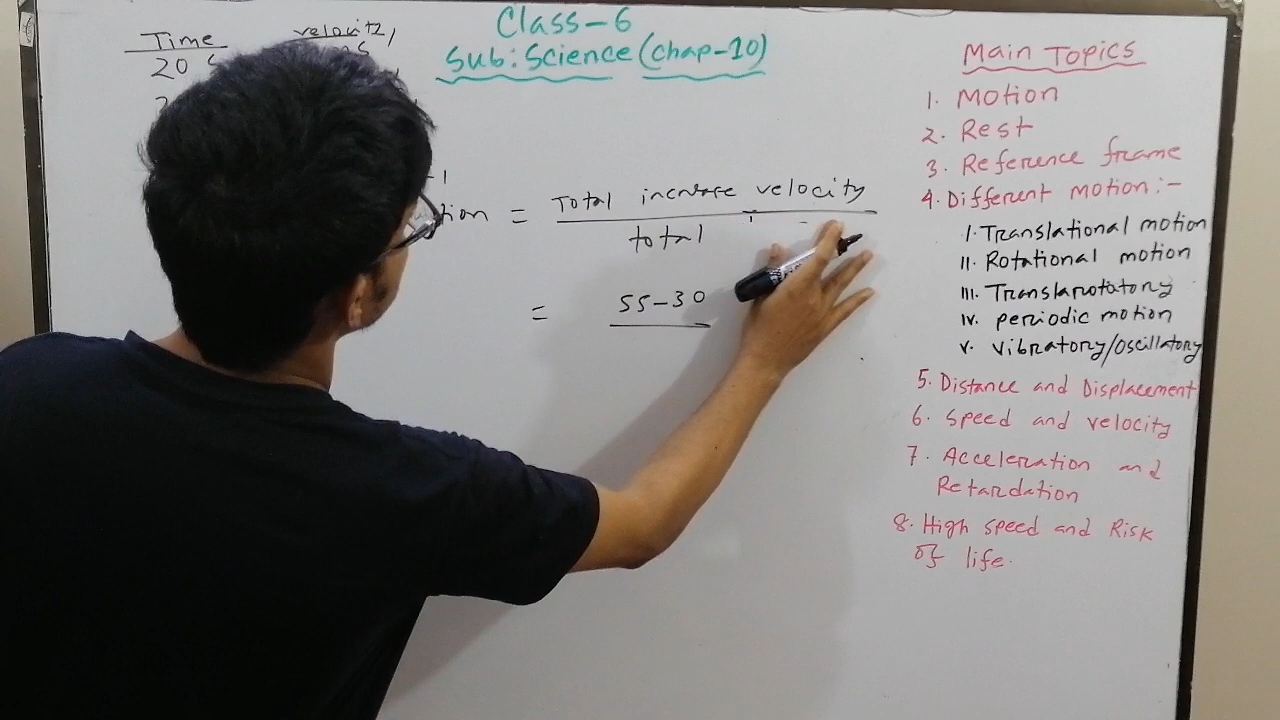 Class-6
Sub: Science (chap-10)
Time velocity
20 s
-1
tion = Total increase velocity
total
= 55-30
Main Topics
1. Motion
2. Rest
3. Reference frame
4. Different motion:-
I. Translational motion
II. Rotational motion
III. Translarotatory
IV. periodic motion
V. vibratory/oscillatory
5. Distance and Displacement
6. Speed and velocity
7. Acceleration and
Retardation
8. High speed and Risk
of life.